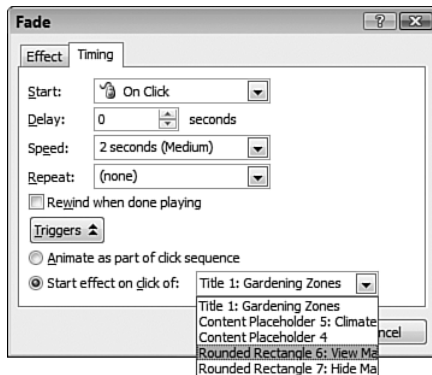 Fade
Effect Timing
Start: On Click
Delay: 0 seconds
Speed: 2 seconds (Medium)
Repeat: (none)
Rewind when done playing
Triggers
Animate as part of click sequence
Start effect on click of: Title 1: Gardening Zones
Title 1: Gardening Zones
Content Placeholder 5: Climate
Content Placeholder 4
ncel
Rounded Rectangle 6: View Ma
Rounded Rectangle 7: Hide Ma